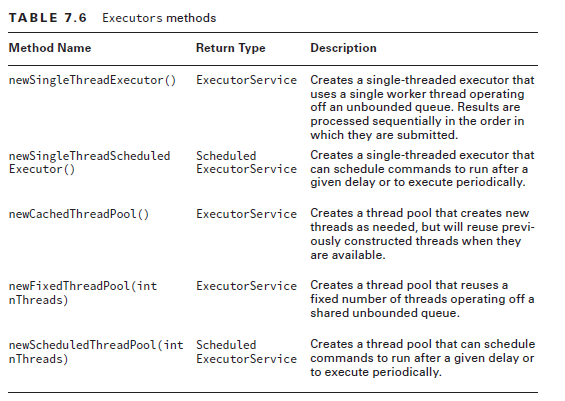 TABLE 7.6 Executors methods
Method Name Return Type Description
newSingleThreadExecutor() ExecutorService Creates a single-threaded executor that
uses a single worker thread operating
off an unbounded queue. Results are
processed sequentially in the order in
which they are submitted.
newSingleThreadScheduled Scheduled Creates a single-threaded executor that
Executor() ExecutorService can schedule commands to run after a
given delay or to execute periodically.
newCachedThreadPool() ExecutorService Creates a thread pool that creates new
threads as needed, but will reuse previ-
ously constructed threads when they
are available.
newFixedThreadPool(int ExecutorService Creates a thread pool that reuses a
nThreads) fixed number of threads operating off a
shared unbounded queue.
newScheduledThreadPool(int Scheduled Creates a thread pool that can schedule
nThreads) ExecutorService commands to run after a given delay or
to execute periodically.